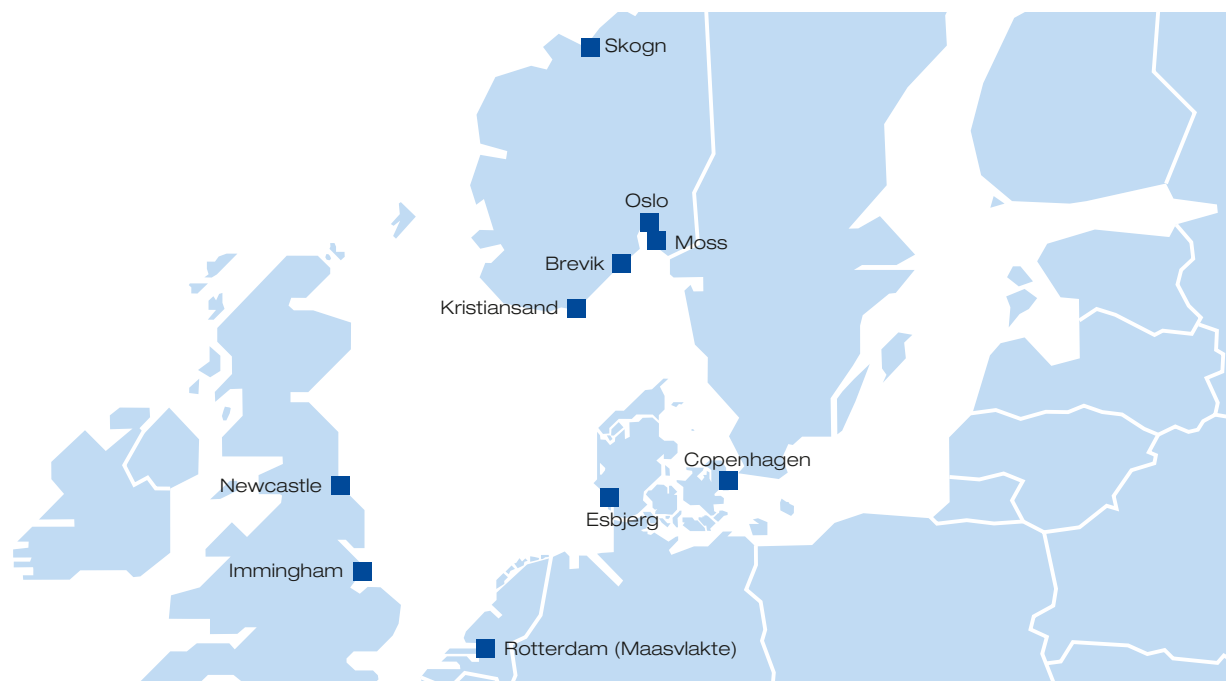 Skogn
Oslo
Moss
Brevik
Kristiansand
Copenhagen
Newcastle
Esbjerg
Immingham
Rotterdam (Maasvlakte)